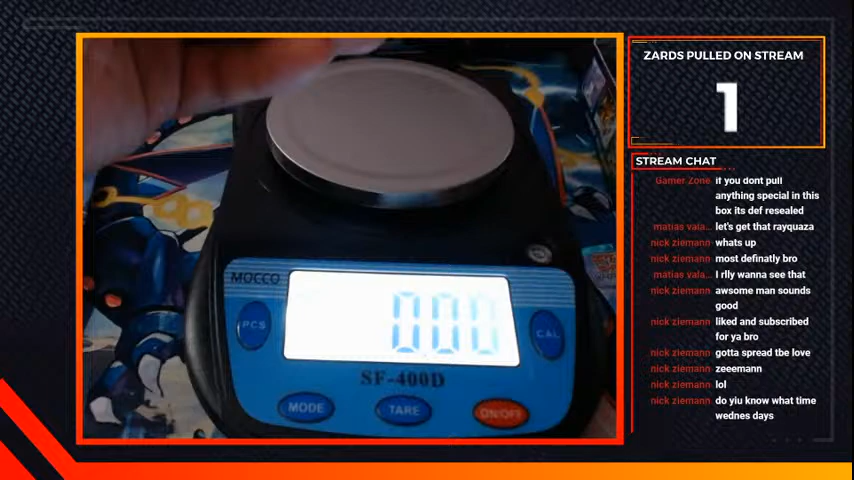 ZARDS PULLED ON STREAM
1
STREAM CHAT
Gamer Zone if you dont pull
anything special in this
box its def resealed
matias vala... let's get that rayquaza
nick ziemann whats up
nick ziemann most definatly bro
matias vala... I rlly wanna see that
nick ziemann awsome man sounds
good
nick ziemann liked and subscribed
for ya bro
nick ziemann gotta spread tbe love
nick ziemann zeeemann
nick ziemann lol
nick ziemann do yiu know what time
wednes days
MOCCO
PCS
0.00
CAL
SF-400D
MODE
TARE
ON/OFF